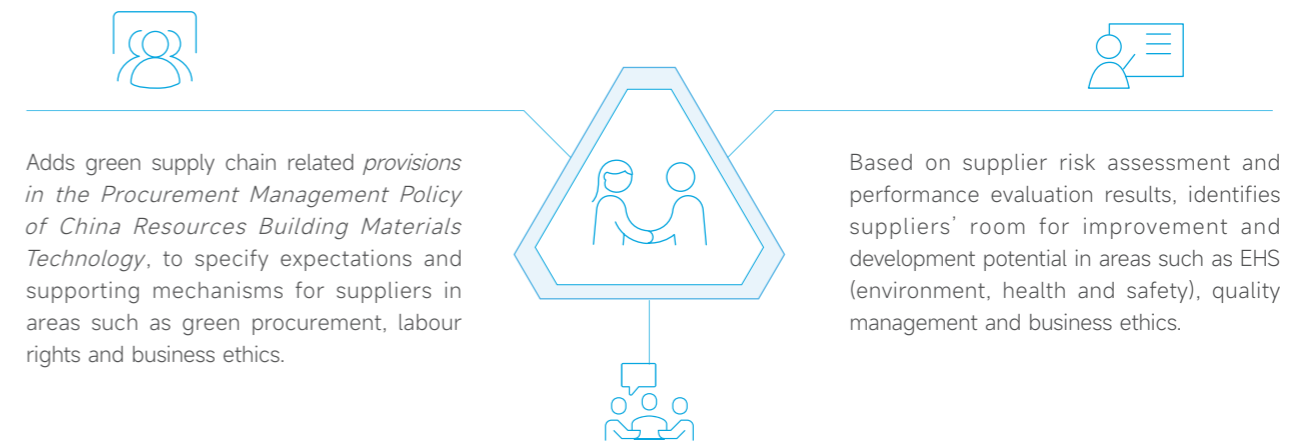 Adds green supply chain related provisions
in the Procurement Management Policy
of China Resources Building Materials
Technology, to specify expectations and
supporting mechanisms for suppliers in
areas such as green procurement, labour
rights and business ethics.
Based on supplier risk assessment and
performance evaluation results, identifies
suppliers’ room for improvement and
development potential in areas such as EHS
(environment, health and safety), quality
management and business ethics.